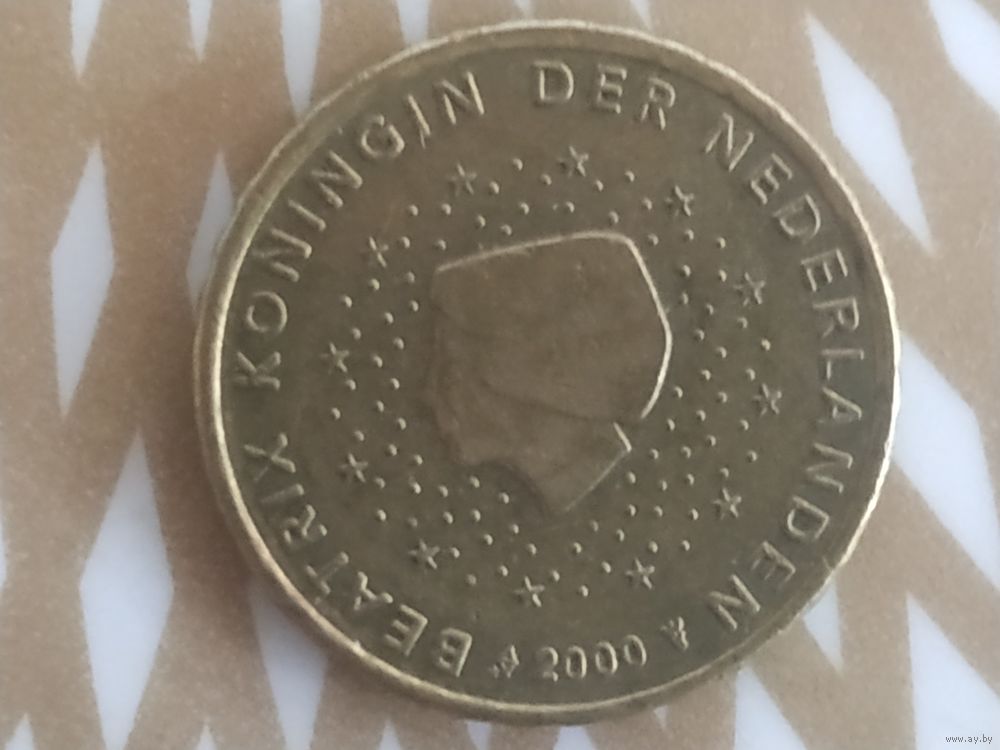 BEATRIX KONINGIN DER NEDERLANDEN
2000
www.ay.by